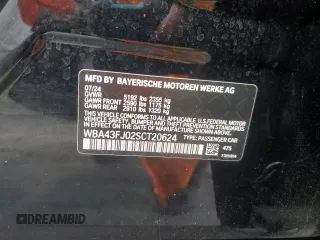 MFD BY BAYERISCHE MOTOREN WERKE AG
07/24
GVWR 5192 lbs 2355 kg
GAWR FRONT 2590 lbs 1175 kg
GAWR REAR 2910 lbs 1320 kg
THIS VEHICLE CONFORMS TO ALL APPLICABLE FEDERAL MOTOR VEHICLE SAFETY, BUMPER, AND THEFT PREVENTION STANDARDS IN EFFECT ON THE DATE OF MANUFACTURE SHOWN ABOVE.
WBA43FJ02SCT20624 TYPE: PASSENGER CAR
475
DREAMBID